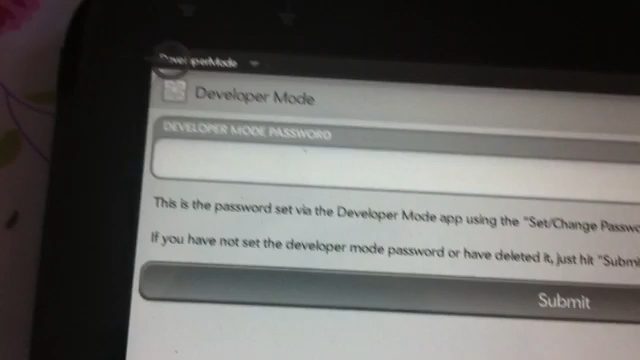 DeveloperMode
Developer Mode
DEVELOPER MODE PASSWORD
This is the password set via the Developer Mode app using the "Set/Change
If you have not set the developer mode password or have deleted it, just hit
Submit